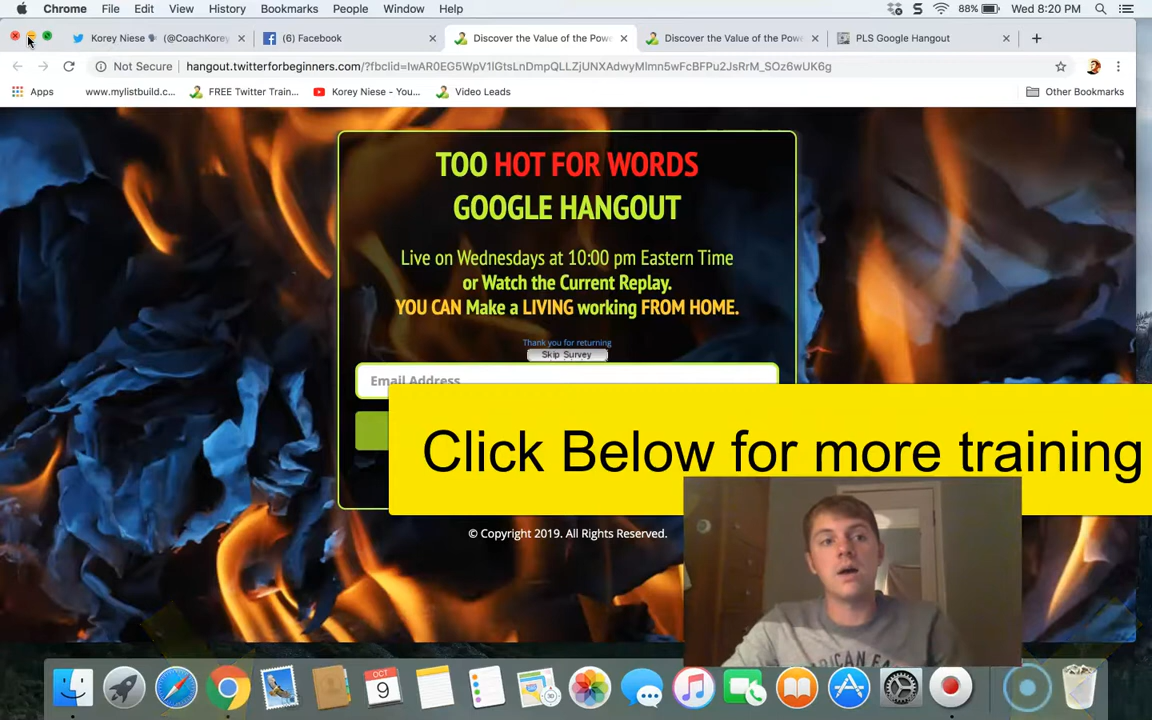 Chrome File Edit View History Bookmarks People Window Help 88% Wed 8:20 PM
Korey Niese (@CoachKorey
(6) Facebook
Discover the Value of the Pow
Discover the Value of the Pow
PLS Google Hangout
Not Secure hangout.twitterforbeginners.com/?fbclid=IwAR0EG5WpV1IGtsLnDmpQLLZjUNXAdwyMlmn5wFcBFPu2JsRrM_SOz6wUK6g
Apps www.mylistbuild.c... FREE Twitter Train... Korey Niese - You... Video Leads Other Bookmarks
TOO HOT FOR WORDS
GOOGLE HANGOUT
Live on Wednesdays at 10:00 pm Eastern Time
or Watch the Current Replay.
YOU CAN Make a LIVING working FROM HOME.
Thank you for returning
Skip Survey
Email Address
Click Below for more training
© Copyright 2019. All Rights Reserved.
OCT
9